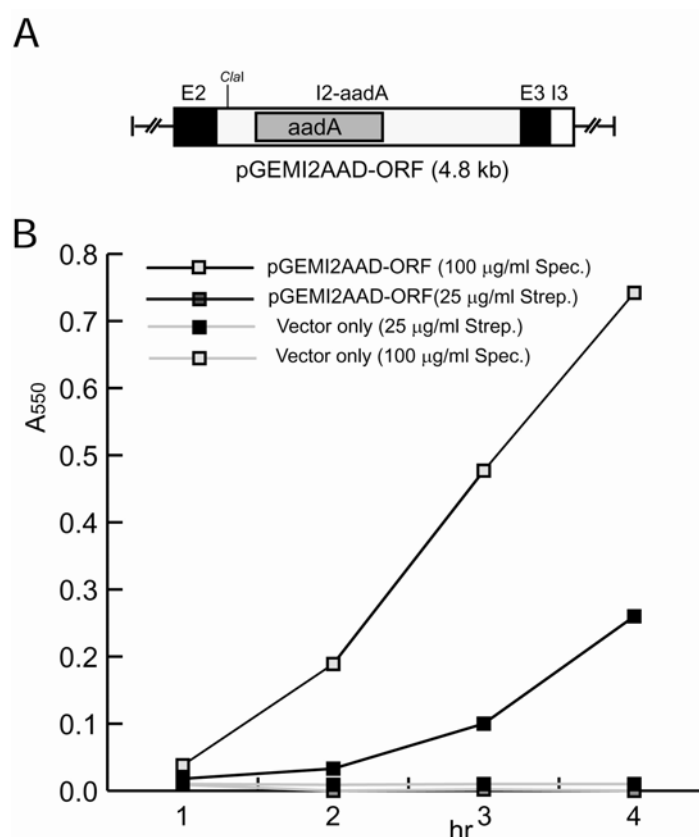 A
ClaI
E2 I2-aadA E3 I3
aadA
pGEMI2AAD-ORF (4.8 kb)
B
0.8
0.7
0.6
0.5
0.4
0.3
0.2
0.1
0.0
A550
pGEMI2AAD-ORF (100 µg/ml Spec.)
pGEMI2AAD-ORF(25 µg/ml Strep.)
Vector only (25 µg/ml Strep.)
Vector only (100 µg/ml Spec.)
1 2 3 4
hr